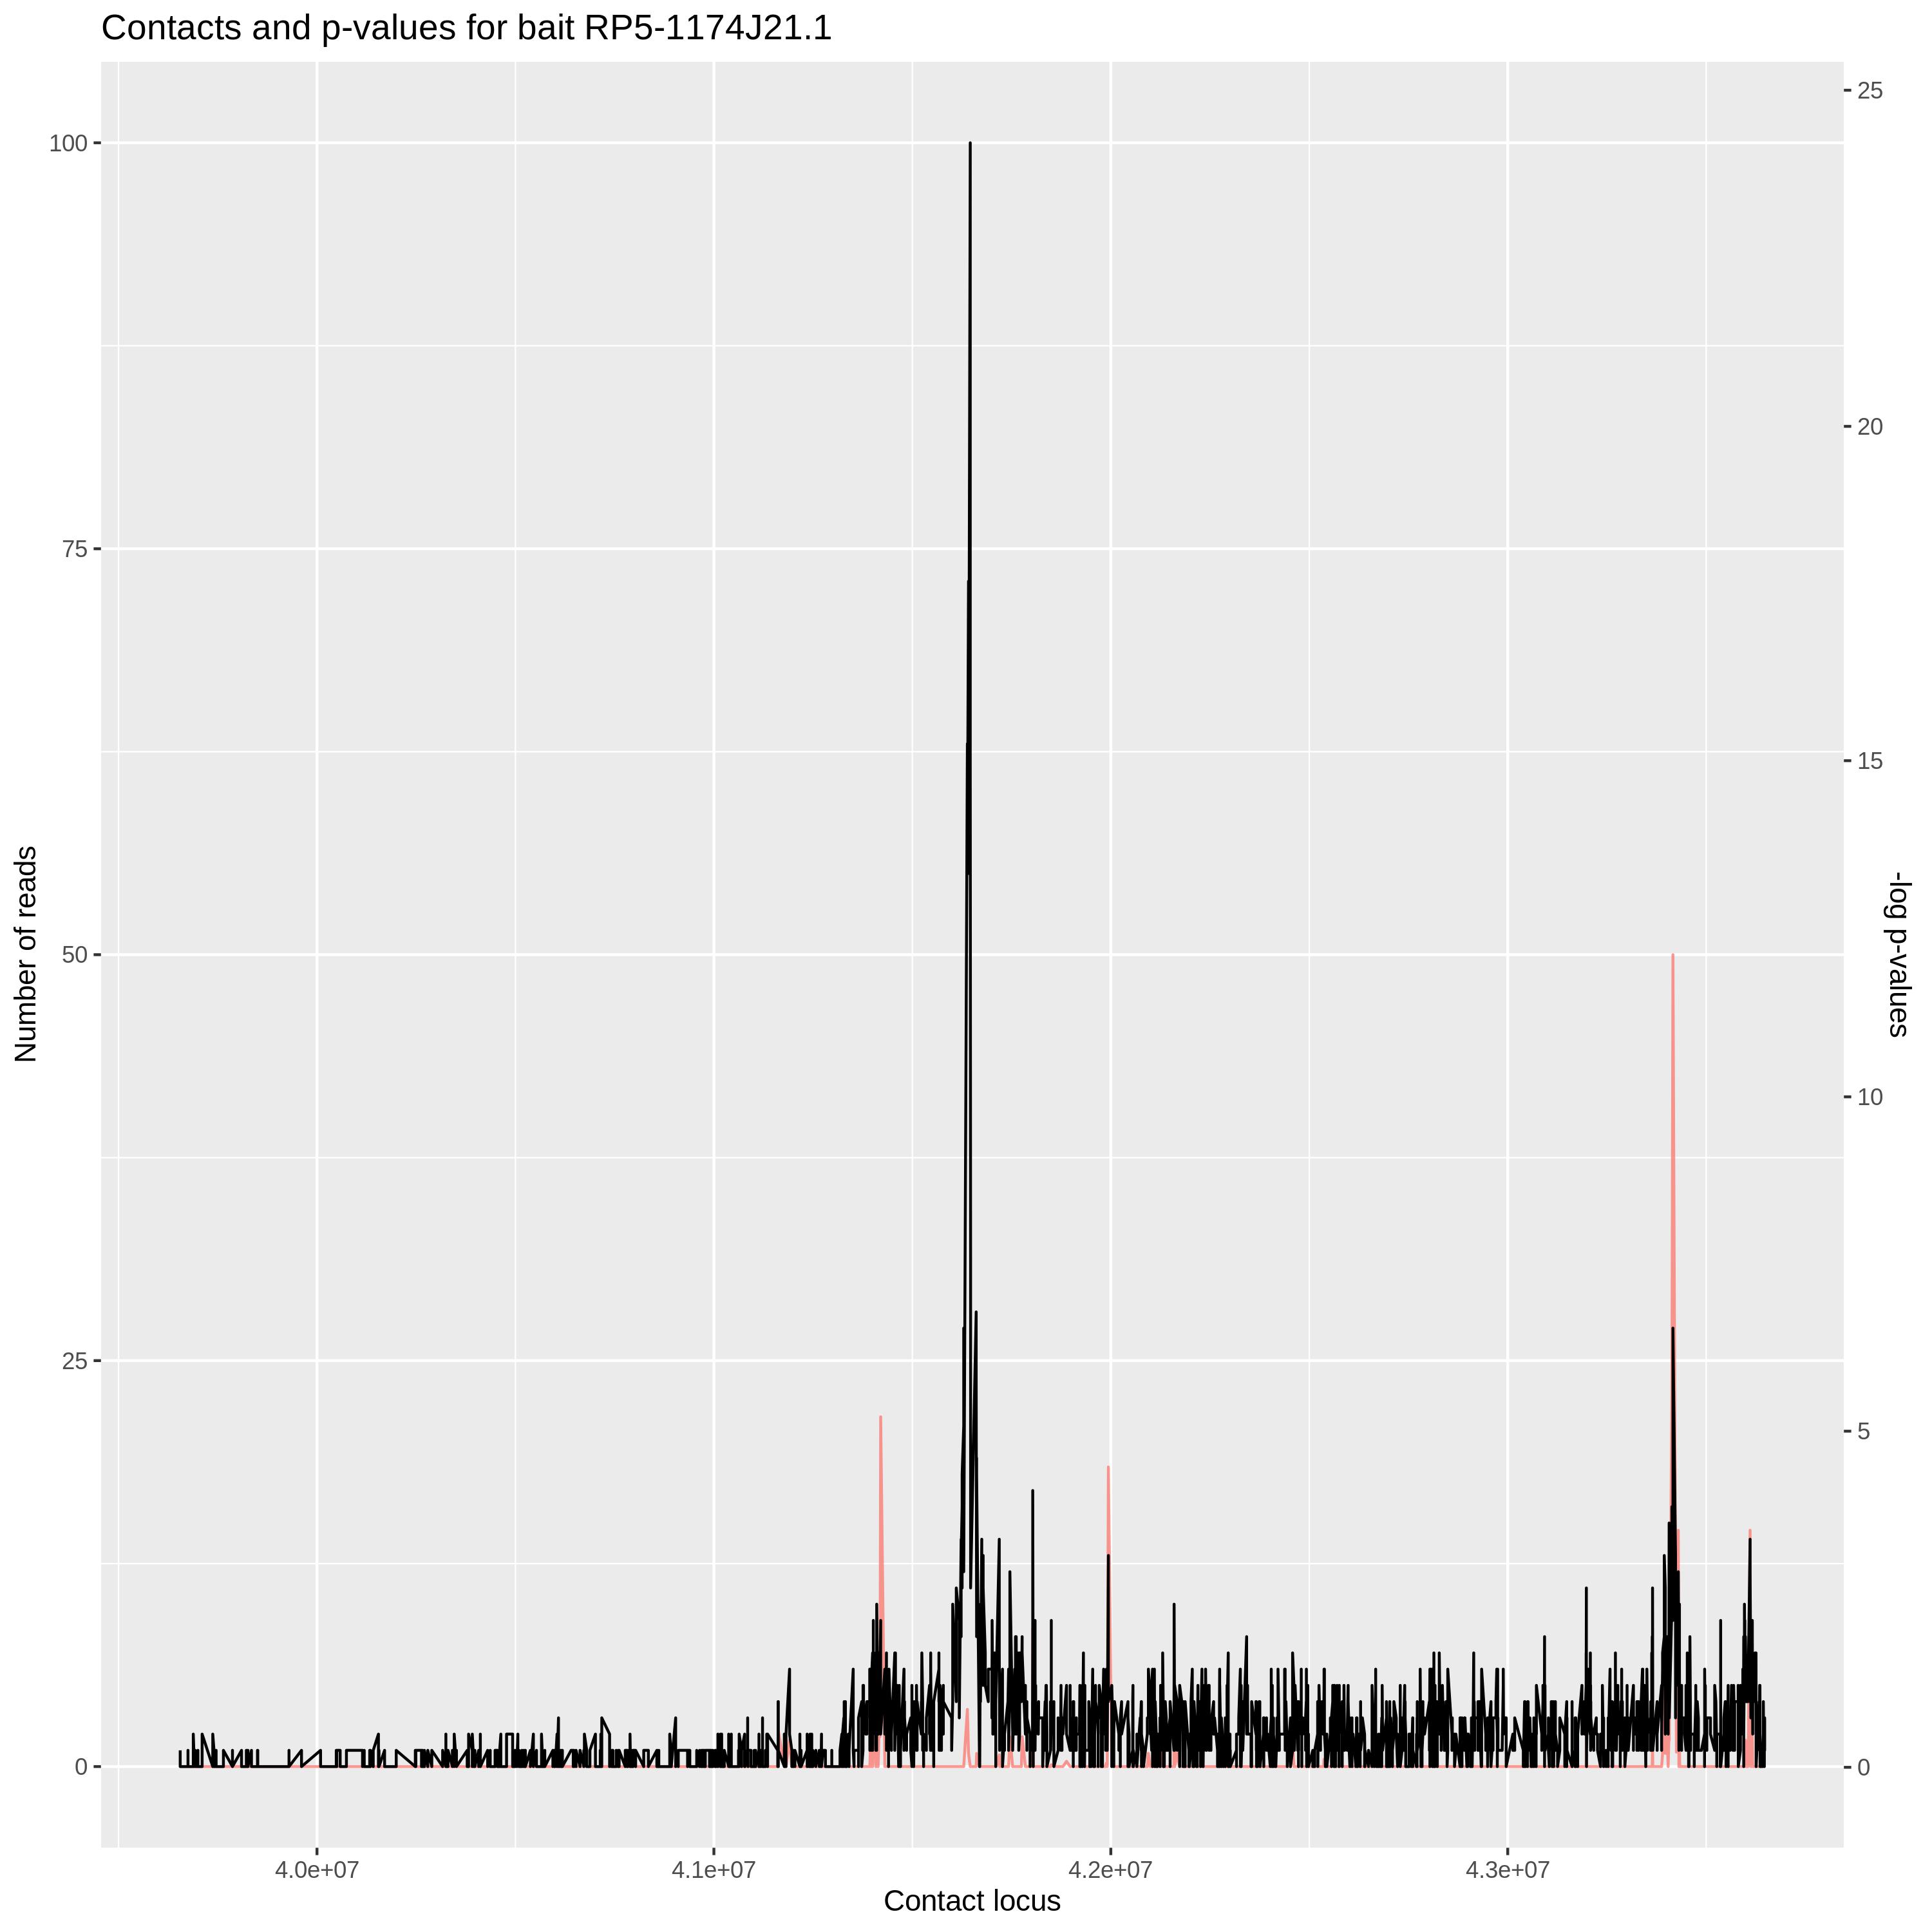 Contacts and p-values for bait RP5-1174J21.1
100
75
50
25
0
Number of reads
25
20
15
10
5
0
-log p-values
4.0e+07
4.1e+07
4.2e+07
4.3e+07
Contact locus